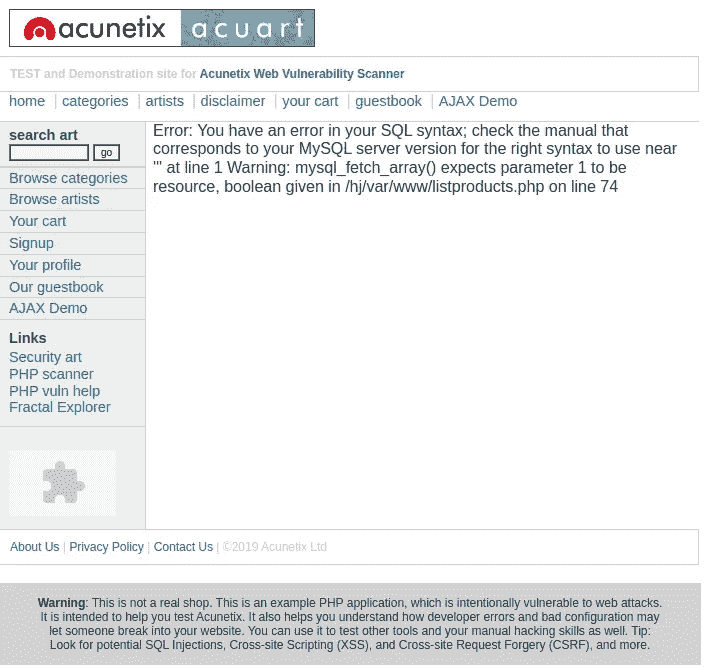 acunetix acuart
TEST and Demonstration site for Acunetix Web Vulnerability Scanner
home | categories | artists | disclaimer | your cart | guestbook | AJAX Demo
search art
go
Browse categories
Browse artists
Your cart
Signup
Your profile
Our guestbook
AJAX Demo
Links
Security art
PHP scanner
PHP vuln help
Fractal Explorer
Error: You have an error in your SQL syntax; check the manual that
corresponds to your MySQL server version for the right syntax to use near
''' at line 1 Warning: mysql_fetch_array() expects parameter 1 to be
resource, boolean given in /hj/var/www/listproducts.php on line 74
About Us | Privacy Policy | Contact Us | ©2019 Acunetix Ltd
Warning: This is not a real shop. This is an example PHP application, which is intentionally vulnerable to web attacks.
It is intended to help you test Acunetix. It also helps you understand how developer errors and bad configuration may
let someone break into your website. You can use it to test other tools and your manual hacking skills as well. Tip:
Look for potential SQL Injections, Cross-site Scripting (XSS), and Cross-site Request Forgery (CSRF), and more.